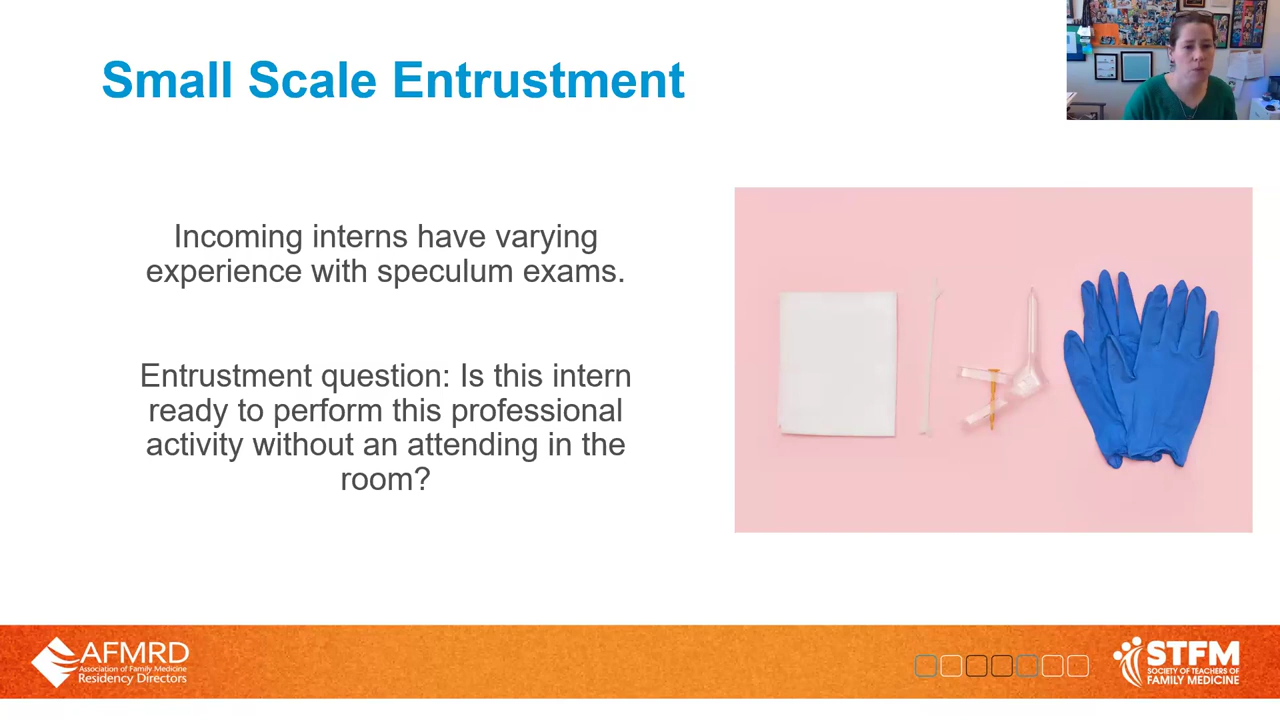 Small Scale Entrustment
Incoming interns have varying
experience with speculum exams.
Entrustment question: Is this intern
ready to perform this professional
activity without an attending in the
room?
AFMRD
Association of Family Medicine
Residency Directors
STFM
SOCIETY OF TEACHERS OF
FAMILY MEDICINE